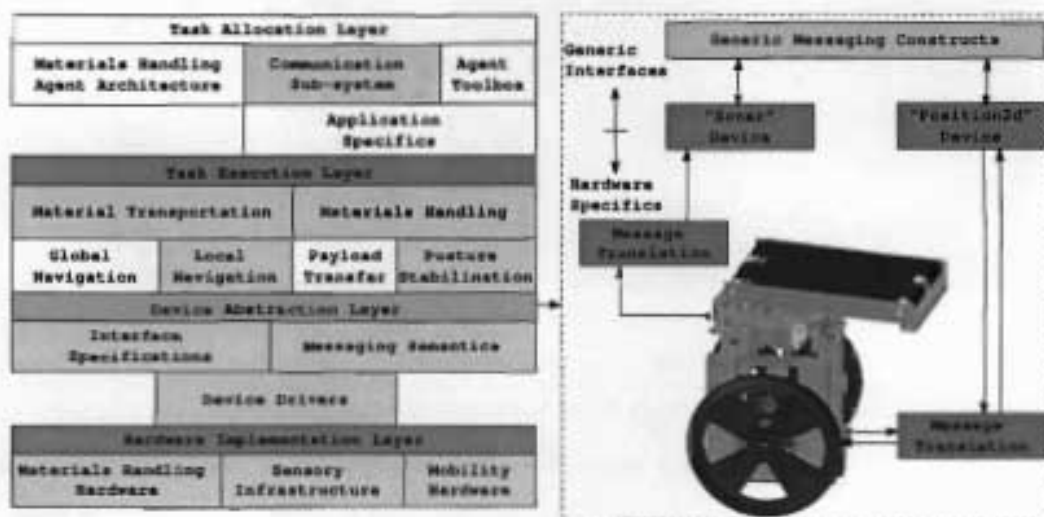 Task Allocation Layer
Materials Handling
Agent Architecture
Communication
Sub-system
Agent
Toolbox
Application
Specifics
Task Execution Layer
Material Transportation
Materials Handling
Global
Navigation
Local
Navigation
Payload
Transfer
Posture
Stabilization
Device Abstraction Layer
Interface
Specifications
Messaging Semantics
Device Drivers
Hardware Implementation Layer
Materials Handling
Hardware
Sensory
Infrastructure
Mobility
Hardware
Generic Messaging Constructs
Generic
Interfaces
"Sonar"
Device
"Position2d"
Device
Hardware
Specifics
Message
Translation
Message
Translation